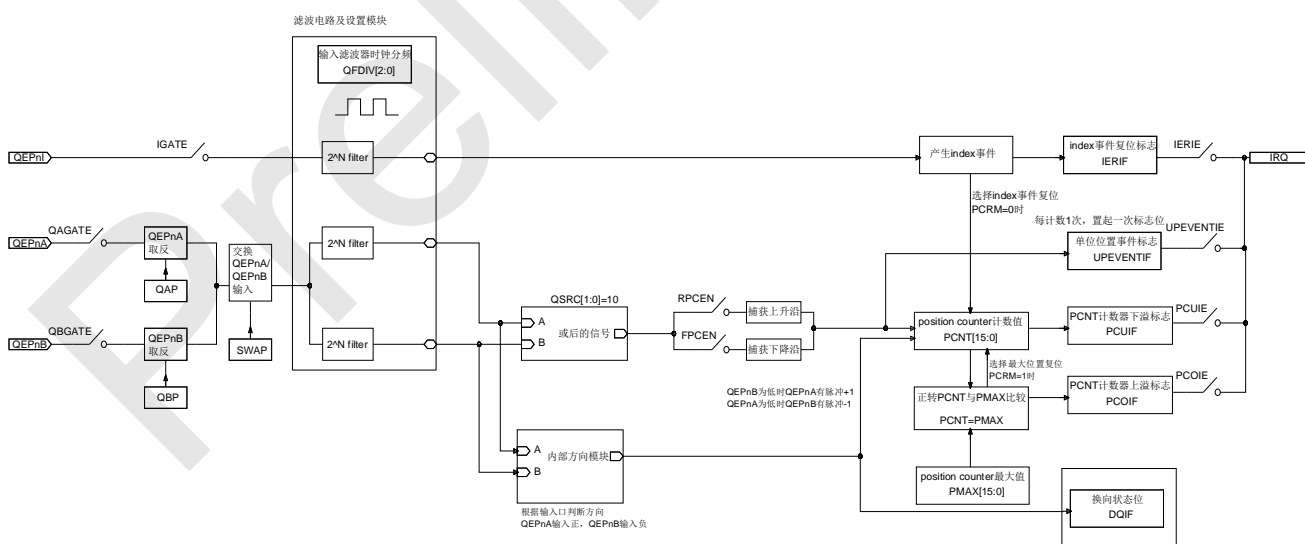 Prelim
滤波电路及设置模块
输入滤波器时钟分频
QFDIV[2:0]
QEPnI
IGATE
2^N filter
产生index事件
index事件复位标志
IERIF
IERIE
IRQ
选择index事件复位
PCRM=0时
每计数1次，置起一次标志位
QEPnA
QAGATE
QEPnA
取反
QAP
交换
QEPnA/
QEPnB
输入
SWAP
2^N filter
单位位置事件标志
UPEVENTIF
UPEVENTIE
QEPnB
QBGATE
QEPnB
取反
QBP
2^N filter
QSRC[1:0]=10
A
B
或后的信号
RPCEN
捕获上升沿
FPCEN
捕获下降沿
position counter计数值
PCNT[15:0]
PCNT计数器下溢标志
PCUIF
PCUIE
选择最大位置复位
PCRM=1时
QEPnB为低时QEPnA有脉冲+1
QEPnA为低时QEPnB有脉冲-1
正转PCNT与PMAX比较
PCNT=PMAX
PCNT计数器上溢标志
PCOIF
PCOIE
A
B
内部方向模块
根据输入口判断方向
QEPnA输入正，QEPnB输入负
position counter最大值
PMAX[15:0]
换向状态位
DQIF